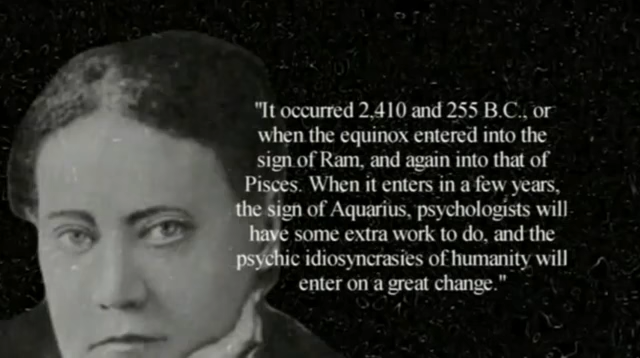 "It occurred 2,410 and 255 B.C., or
when the equinox entered into the
sign of Ram, and again into that of
Pisces. When it enters in a few years,
the sign of Aquarius, psychologists will
have some extra work to do, and the
psychic idiosyncrasies of humanity will
enter on a great change."